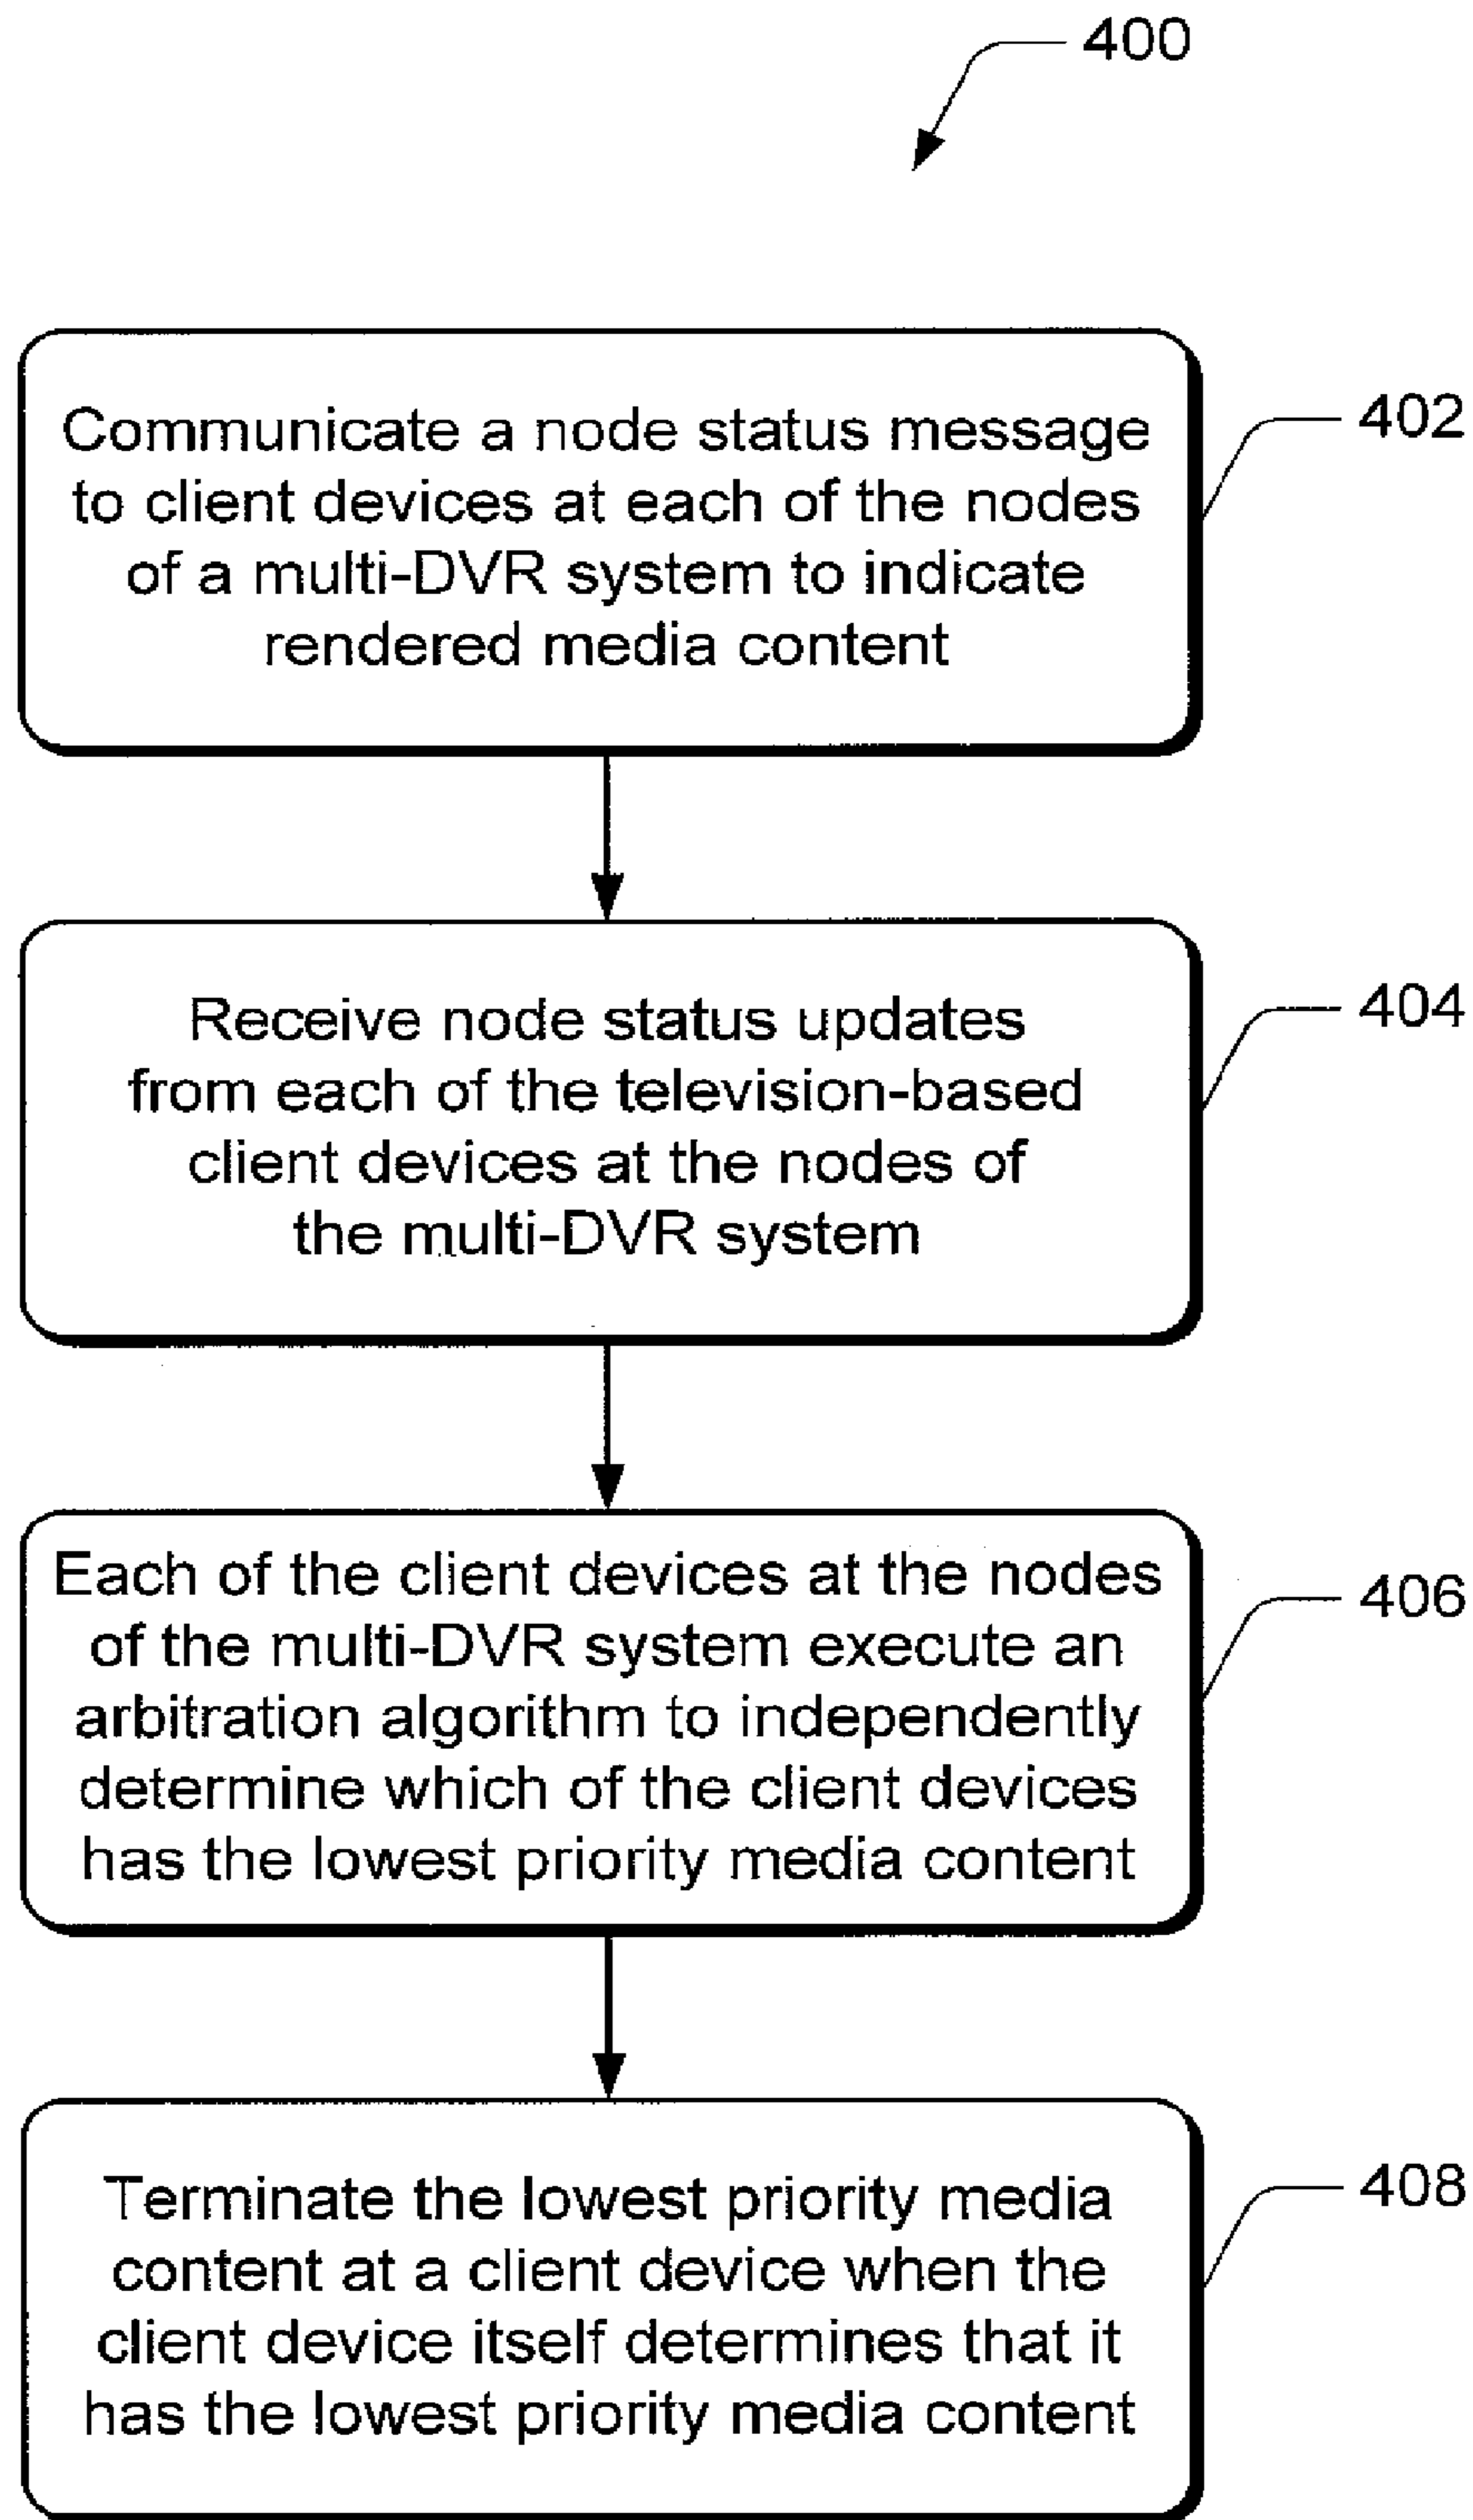 400
Communicate a node status message
to client devices at each of the nodes
of a multi-DVR system to indicate
rendered media content
402
Receive node status updates
from each of the television-based
client devices at the nodes of
the multi-DVR system
404
Each of the client devices at the nodes
of the multi-DVR system execute an
arbitration algorithm to independently
determine which of the client devices
has the lowest priority media content
406
Terminate the lowest priority media
content at a client device when the
client device itself determines that it
has the lowest priority media content
408